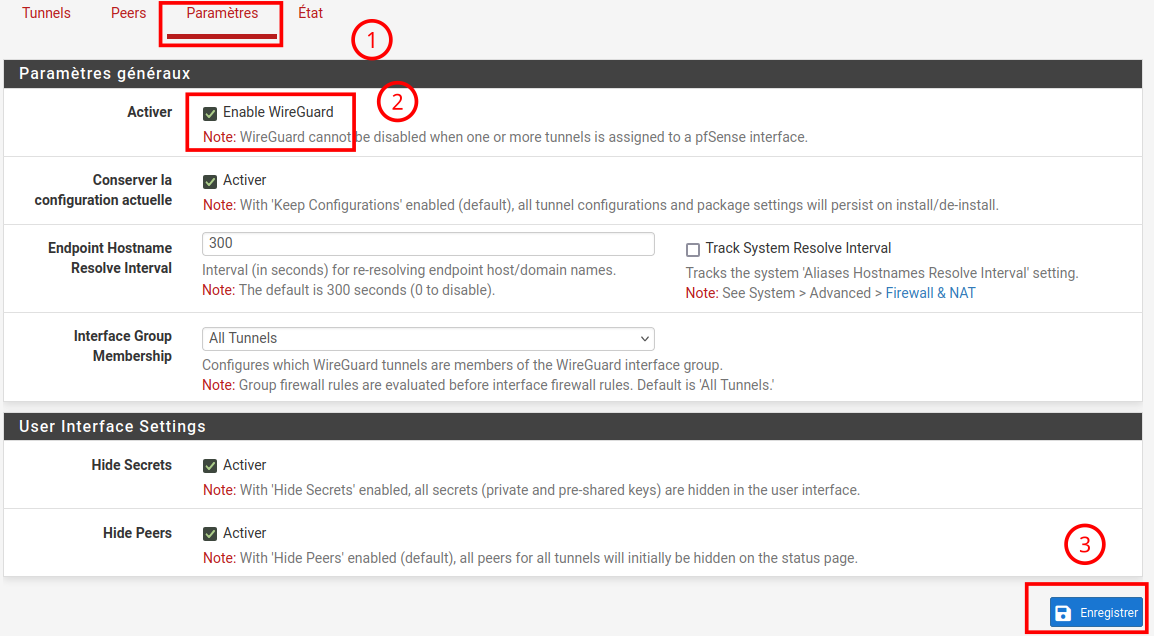 Tunnels Peers Paramètres État
1
Paramètres généraux
2
Activer Enable WireGuard
Note: WireGuard cannot be disabled when one or more tunnels is assigned to a pfSense interface.
Conserver la
configuration actuelle
Activer
Note: With 'Keep Configurations' enabled (default), all tunnel configurations and package settings will persist on install/de-install.
Endpoint Hostname
Resolve Interval
300
Interval (in seconds) for re-resolving endpoint host/domain names.
Note: The default is 300 seconds (0 to disable).
Track System Resolve Interval
Tracks the system 'Aliases Hostnames Resolve Interval' setting.
Note: See System > Advanced > Firewall & NAT
Interface Group
Membership
All Tunnels
Configures which WireGuard tunnels are members of the WireGuard interface group.
Note: Group firewall rules are evaluated before interface firewall rules. Default is 'All Tunnels.'
User Interface Settings
Hide Secrets Activer
Note: With 'Hide Secrets' enabled, all secrets (private and pre-shared keys) are hidden in the user interface.
Hide Peers Activer
Note: With 'Hide Peers' enabled (default), all peers for all tunnels will initially be hidden on the status page.
3
Enregistrer